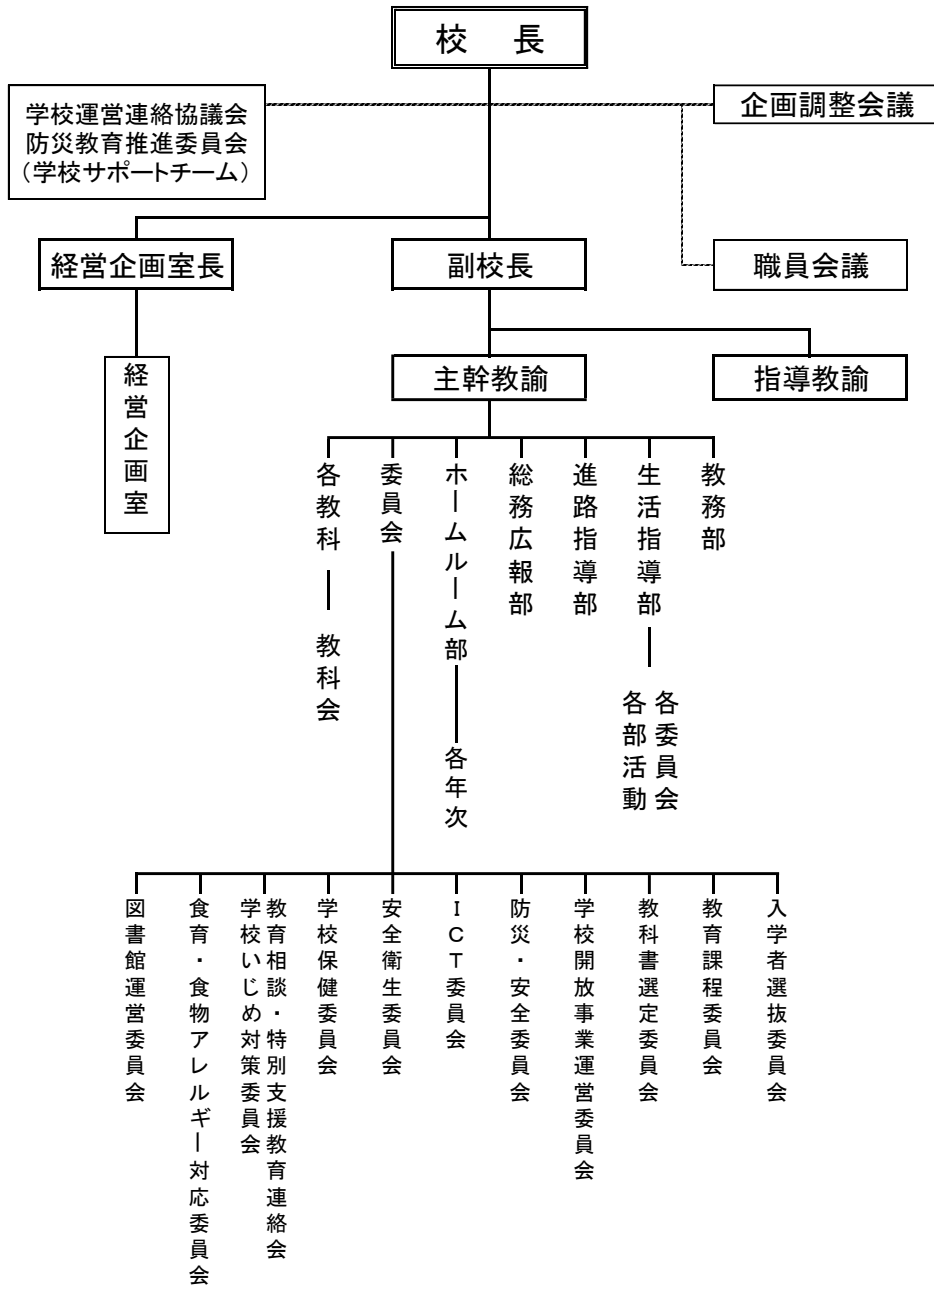 校　長
学校運営連絡協議会
防災教育推進委員会
（学校サポートチーム）
企画調整会議
経営企画室長
副校長
職員会議
経営企画室
主幹教諭
指導教諭
教務部
生活指導部
各委員会
各部活動
進路指導部
総務広報部
ホームルーム部
各年次
委員会
各教科
教科会
入学者選抜委員会
教育課程委員会
教科書選定委員会
学校開放事業運営委員会
防災・安全委員会
ICT委員会
安全衛生委員会
学校保健委員会
教育相談・特別支援教育連絡会
学校いじめ対策委員会
食育・食物アレルギー対応委員会
図書館運営委員会